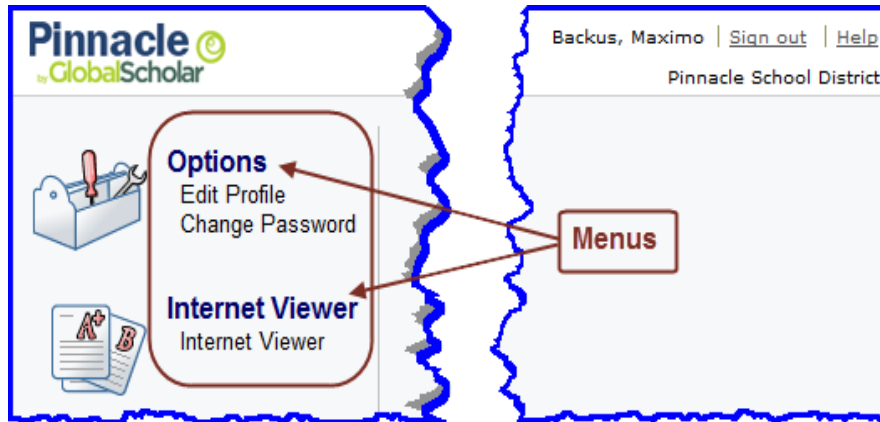 Pinnacle
by GlobalScholar
Backus, Maximo | Sign out | Help
Pinnacle School District
Options
Edit Profile
Change Password
Menus
Internet Viewer
Internet Viewer
A+
B